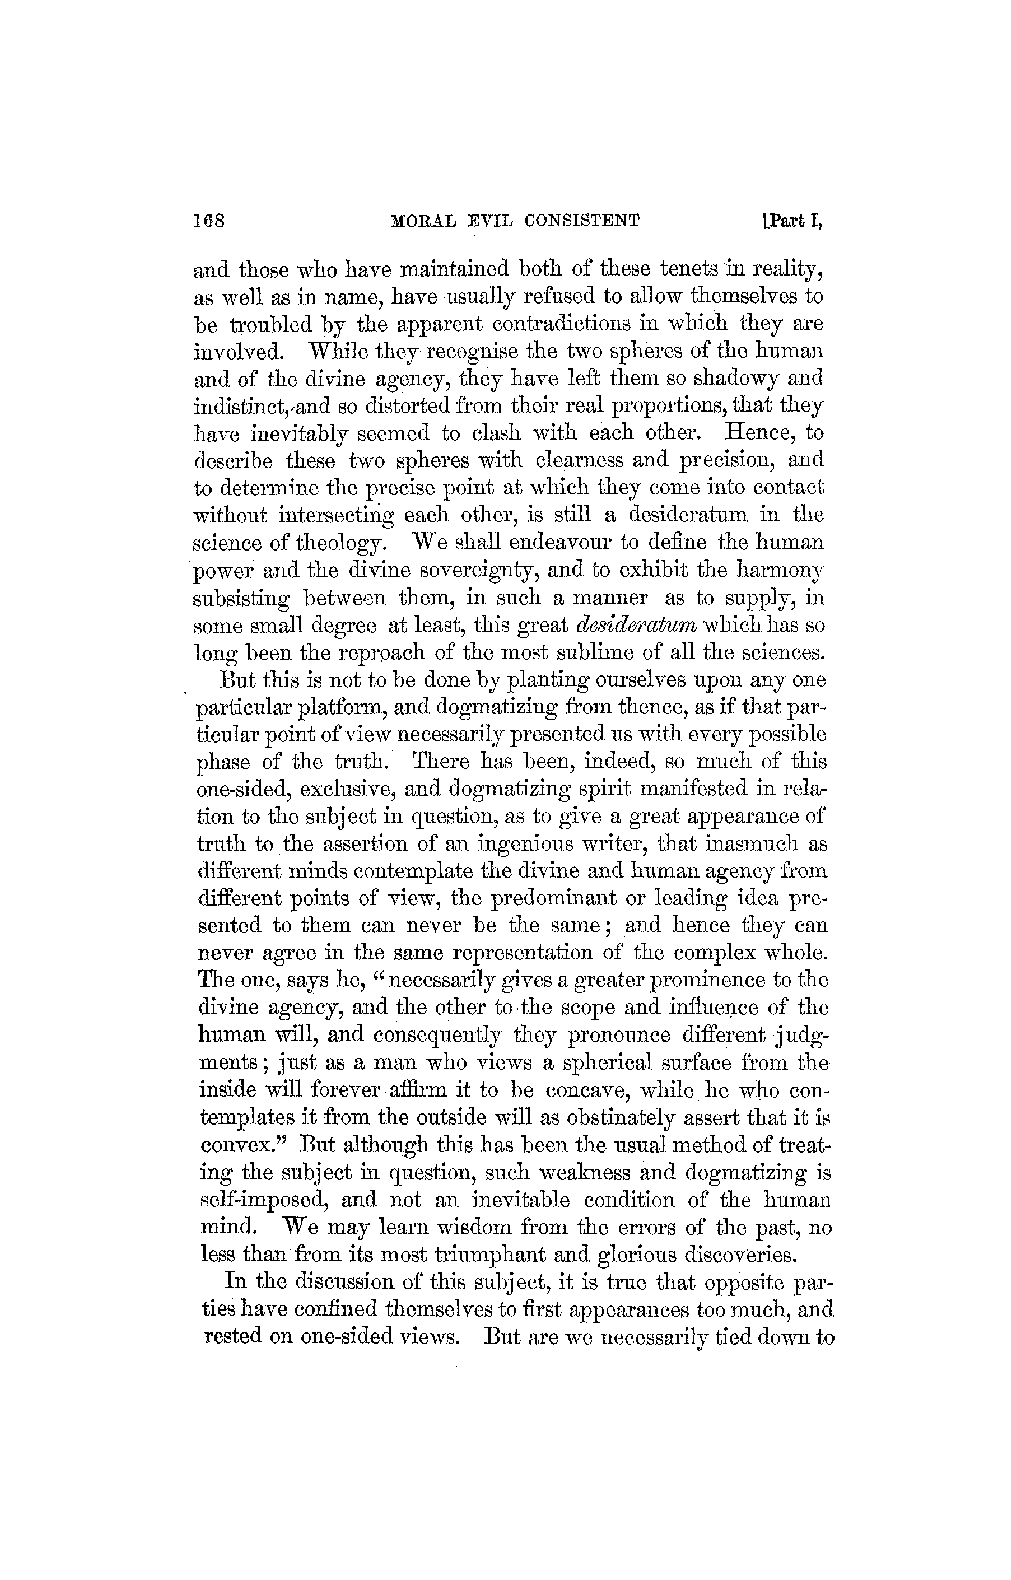 168 MORAL EVIL CONSISTENT [Part I,
and those who have maintained both of these tenets in reality,
as well as in name, have usually refused to allow themselves to
be troubled by the apparent contradictions in which they are
involved. While they recognise the two spheres of the human
and of the divine agency, they have left them so shadowy and
indistinct, and so distorted from their real proportions, that they
have inevitably seemed to clash with each other. Hence, to
describe these two spheres with clearness and precision, and
to determine the precise point at which they come into contact
without intersecting each other, is still a desideratum in the
science of theology. We shall endeavour to define the human
power and the divine sovereignty, and to exhibit the harmony
subsisting between them, in such a manner as to supply, in
some small degree at least, this great desideratum which has so
long been the reproach of the most sublime of all the sciences.
But this is not to be done by planting ourselves upon any one
particular platform, and dogmatizing from thence, as if that par-
ticular point of view necessarily presented us with every possible
phase of the truth. There has been, indeed, so much of this
one-sided, exclusive, and dogmatizing spirit manifested in rela-
tion to the subject in question, as to give a great appearance of
truth to the assertion of an ingenious writer, that inasmuch as
different minds contemplate the divine and human agency from
different points of view, the predominant or leading idea pre-
sented to them can never be the same; and hence they can
never agree in the same representation of the complex whole.
The one, says he, "necessarily gives a greater prominence to the
divine agency, and the other to the scope and influence of the
human will, and consequently they pronounce different judg-
ments; just as a man who views a spherical surface from the
inside will forever affirm it to be concave, while he who con-
templates it from the outside will as obstinately assert that it is
convex." But although this has been the usual method of treat-
ing the subject in question, such weakness and dogmatizing is
self-imposed, and not an inevitable condition of the human
mind. We may learn wisdom from the errors of the past, no
less than from its most triumphant and glorious discoveries.
In the discussion of this subject, it is true that opposite par-
ties have confined themselves to first appearances too much, and
rested on one-sided views. But are we necessarily tied down to